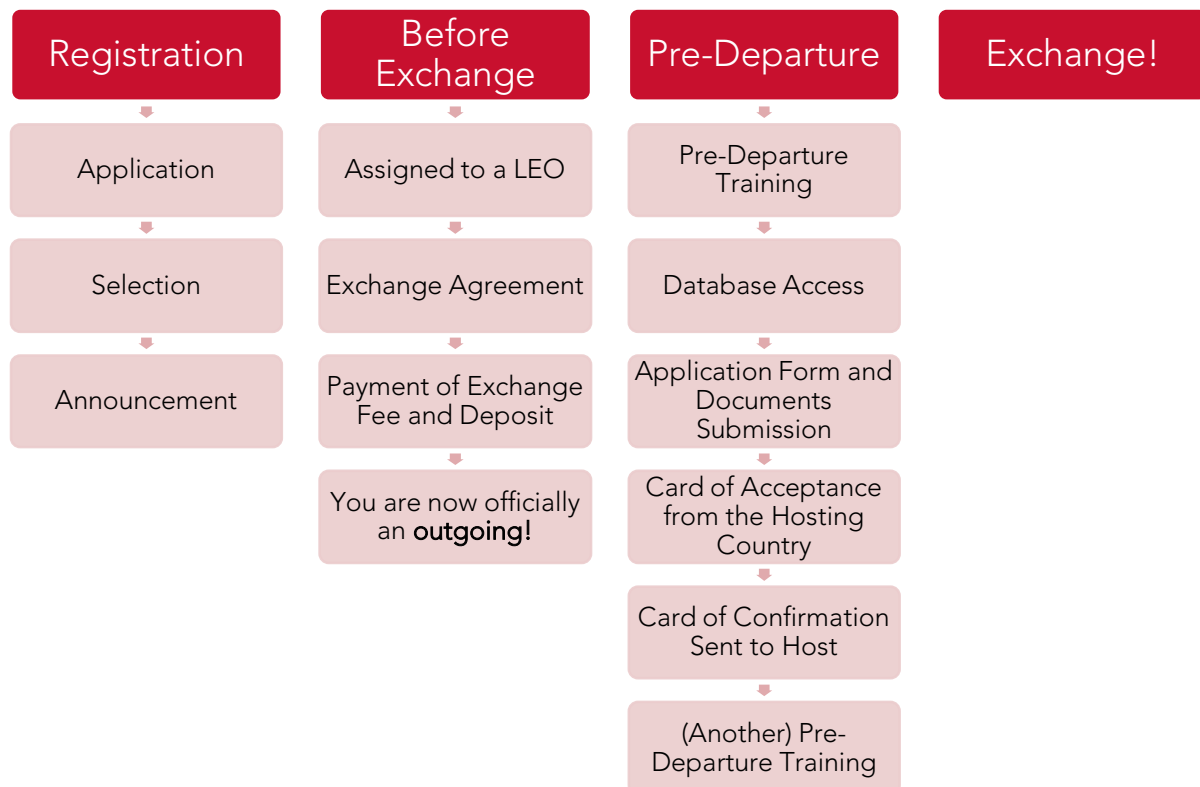 Registration
Application
Selection
Announcement
Before
Exchange
Assigned to a LEO
Exchange Agreement
Payment of Exchange
Fee and Deposit
You are now officially
an outgoing!
Pre-Departure
Pre-Departure
Training
Database Access
Application Form and
Documents
Submission
Card of Acceptance
from the Hosting
Country
Card of Confirmation
Sent to Host
(Another) Pre-
Departure Training
Exchange!